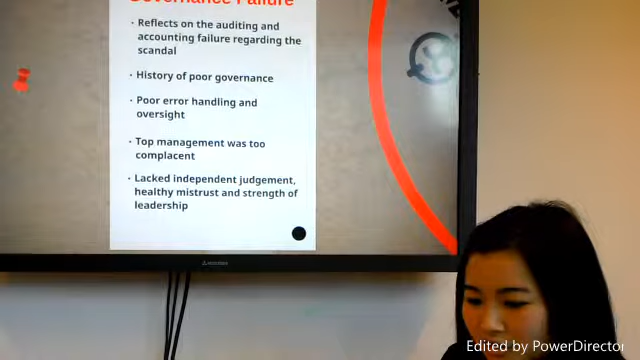 Governance Failure
· Reflects on the auditing and
accounting failure regarding the
scandal
· History of poor governance
· Poor error handling and
oversight
· Top management was too
complacent
· Lacked independent judgement,
healthy mistrust and strength of
leadership
Edited by PowerDirector